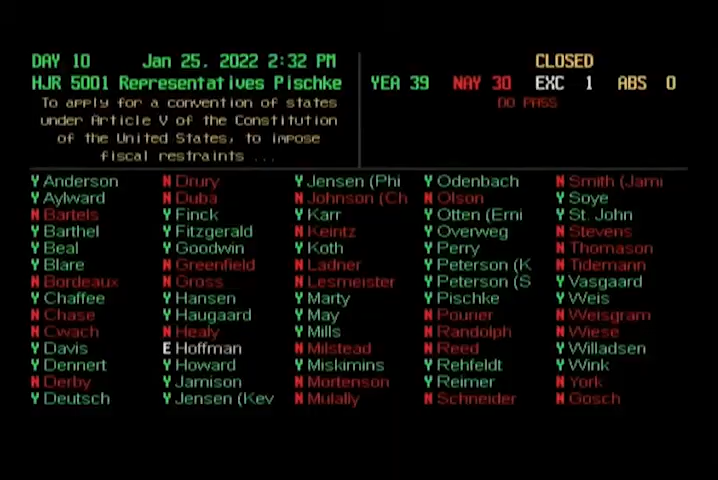 DAY 10 Jan 25. 2022 2:32 PM CLOSED
HJR 5001 Representatives Pischke YEA 39 NAY 30 EXC 1 ABS 0
To apply for a convention of states DO PASS
under Article V of the Constitution
of the United States, to impose
fiscal restraints ...
Y Anderson N Drury Y Jensen (Phi Y Odenbach N Smith (Jami
Y Aylward N Duba N Johnson (Ch N Olson Y Soye
N Bartels Y Finck Y Karr Y Otten (Erni Y St. John
Y Barthel Y Fitzgerald N Keintz Y Overweg N Stevens
Y Beal Y Goodwin Y Koth Y Perry N Thomason
Y Blare N Greenfield N Ladner Y Peterson (K N Tidemann
N Bordeaux N Gross N Lesmeister Y Peterson (S Y Vasgaard
Y Chaffee Y Hansen Y Marty Y Pischke Y Weis
N Chase Y Haugaard Y May N Pourier N Weisgram
N Cwach N Healy Y Mills N Randolph N Wiese
Y Davis E Hoffman N Milstead N Reed Y Willadsen
Y Dennert Y Howard Y Miskimins Y Rehfeldt Y Wink
N Derby Y Jamison N Mortenson Y Reimer N York
Y Deutsch Y Jensen (Kev N Mulally N Schneider N Gosch